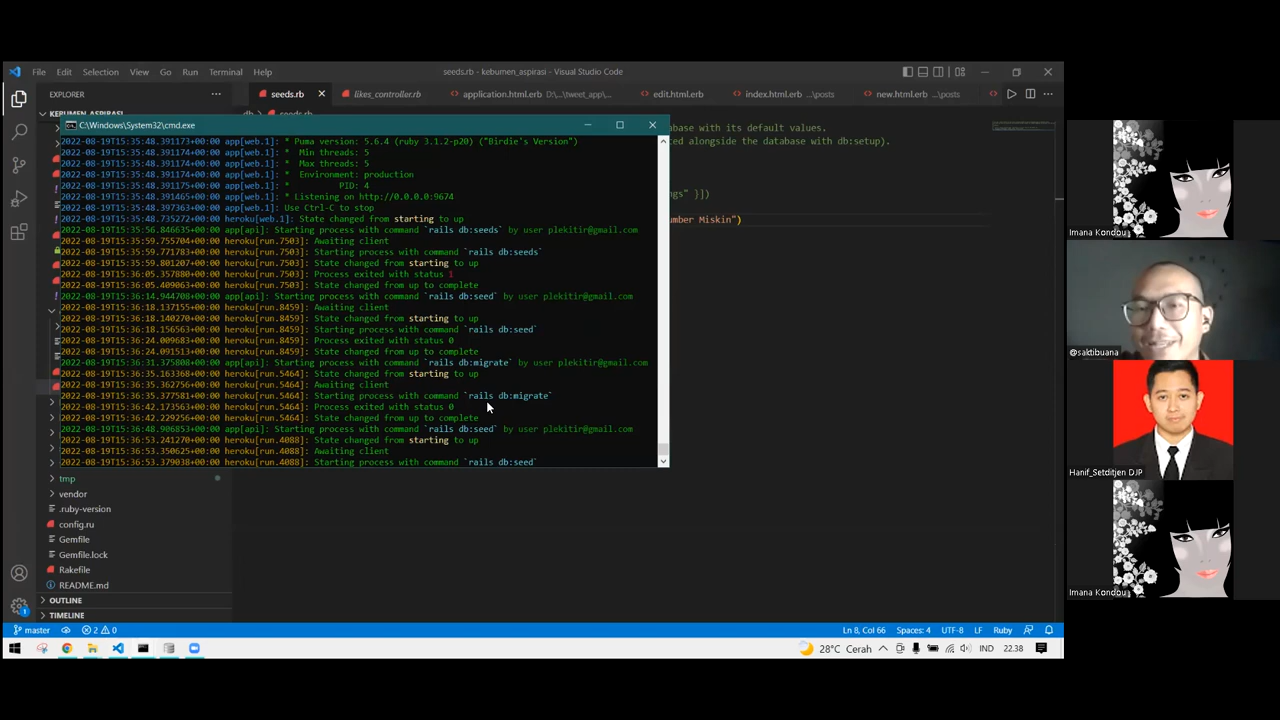 File Edit Selection View Go Run Terminal Help
seeds.rb - kebumen_aspirasi - Visual Studio Code
EXPLORER
seeds.rb
likes_controller.rb
application.html.erb D:\...\tweet_app\...
edit.html.erb
index.html.erb ...\posts
new.html.erb ...\posts
KEBUMEN_ASPIRASI
C:\Windows\System32\cmd.exe
abase with its default values.
ed alongside the database with db:setup).
ngs" }])
umber Miskin")
2022-08-19T15:35:48.391173+00:00 app[web.1]: * Puma version: 5.6.4 (ruby 3.1.2-p20) ("Birdie's Version")
2022-08-19T15:35:48.391174+00:00 app[web.1]: * Min threads: 5
2022-08-19T15:35:48.391174+00:00 app[web.1]: * Max threads: 5
2022-08-19T15:35:48.391175+00:00 app[web.1]: * Environment: production
2022-08-19T15:35:48.391175+00:00 app[web.1]: * PID: 4
2022-08-19T15:35:48.391465+00:00 app[web.1]: * Listening on http://0.0.0.0:9674
2022-08-19T15:35:48.397363+00:00 app[web.1]: Use Ctrl-C to stop
2022-08-19T15:35:48.735272+00:00 heroku[web.1]: State changed from starting to up
2022-08-19T15:35:56.846635+00:00 app[api]: Starting process with command `rails db:seeds` by user plekitir@gmail.com
2022-08-19T15:35:59.755704+00:00 heroku[run.7503]: Awaiting client
2022-08-19T15:35:59.771783+00:00 heroku[run.7503]: Starting process with command `rails db:seeds`
2022-08-19T15:35:59.801207+00:00 heroku[run.7503]: State changed from starting to up
2022-08-19T15:36:05.357880+00:00 heroku[run.7503]: Process exited with status 1
2022-08-19T15:36:05.409063+00:00 heroku[run.7503]: State changed from up to complete
2022-08-19T15:36:14.944708+00:00 app[api]: Starting process with command `rails db:seed` by user plekitir@gmail.com
2022-08-19T15:36:18.137155+00:00 heroku[run.8459]: Awaiting client
2022-08-19T15:36:18.140270+00:00 heroku[run.8459]: State changed from starting to up
2022-08-19T15:36:18.156563+00:00 heroku[run.8459]: Starting process with command `rails db:seed`
2022-08-19T15:36:24.009683+00:00 heroku[run.8459]: Process exited with status 0
2022-08-19T15:36:24.091513+00:00 heroku[run.8459]: State changed from up to complete
2022-08-19T15:36:31.375808+00:00 app[api]: Starting process with command `rails db:migrate` by user plekitir@gmail.com
2022-08-19T15:36:35.163368+00:00 heroku[run.5464]: State changed from starting to up
2022-08-19T15:36:35.362756+00:00 heroku[run.5464]: Awaiting client
2022-08-19T15:36:35.377581+00:00 heroku[run.5464]: Starting process with command `rails db:migrate`
2022-08-19T15:36:42.173563+00:00 heroku[run.5464]: Process exited with status 0
2022-08-19T15:36:42.229256+00:00 heroku[run.5464]: State changed from up to complete
2022-08-19T15:36:48.906853+00:00 app[api]: Starting process with command `rails db:seed` by user plekitir@gmail.com
2022-08-19T15:36:53.241270+00:00 heroku[run.4088]: State changed from starting to up
2022-08-19T15:36:53.350625+00:00 heroku[run.4088]: Awaiting client
2022-08-19T15:36:53.379038+00:00 heroku[run.4088]: Starting process with command `rails db:seed`
tmp
vendor
.ruby-version
config.ru
Gemfile
Gemfile.lock
Rakefile
README.md
OUTLINE
TIMELINE
master
2 0
Ln 8, Col 66 Spaces: 4 UTF-8 LF Ruby
28°C Cerah
IND 22.38
Imana Kondou
@saktibuana
Hanif_Setditjen DJP
Imana Kondou